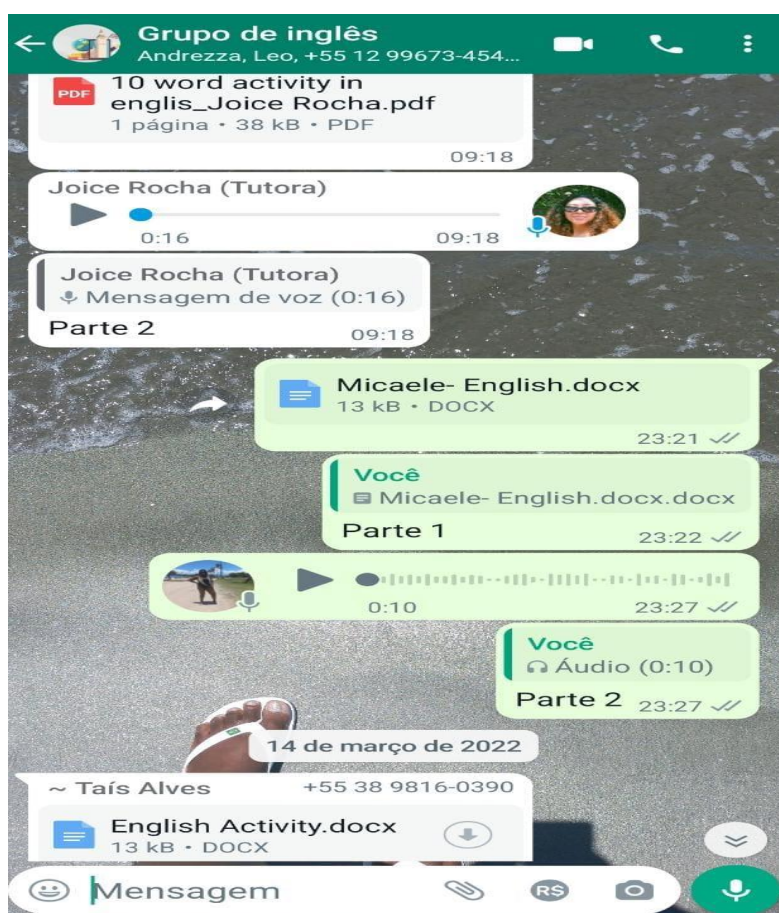 Grupo de inglês
Andrezza, Leo, +55 12 99673-454...
PDF
10 word activity in
englis_Joice Rocha.pdf
1 página • 38 kB • PDF
09:18
Joice Rocha (Tutora)
0:16 09:18
Joice Rocha (Tutora)
Mensagem de voz (0:16)
Parte 2 09:18
Micaele- English.docx
13 kB • DOCX
23:21
Você
Micaele- English.docx.docx
Parte 1 23:22
0:10 23:27
Você
Áudio (0:10)
Parte 2 23:27
14 de março de 2022
~ Taís Alves +55 38 9816-0390
English Activity.docx
13 kB • DOCX
Mensagem
R$